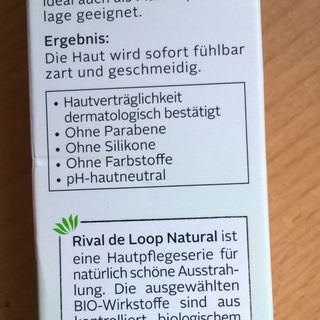 lage geeignet.
Ergebnis:
Die Haut wird sofort fühlbar
zart und geschmeidig.
• Hautverträglichkeit
dermatologisch bestätigt
• Ohne Parabene
• Ohne Silikone
• Ohne Farbstoffe
• pH-hautneutral
Rival de Loop Natural ist
eine Hautpflegeserie für
natürlich schöne Ausstrah-
lung. Die ausgewählten
BIO-Wirkstoffe sind aus
kontrolliert biologischem